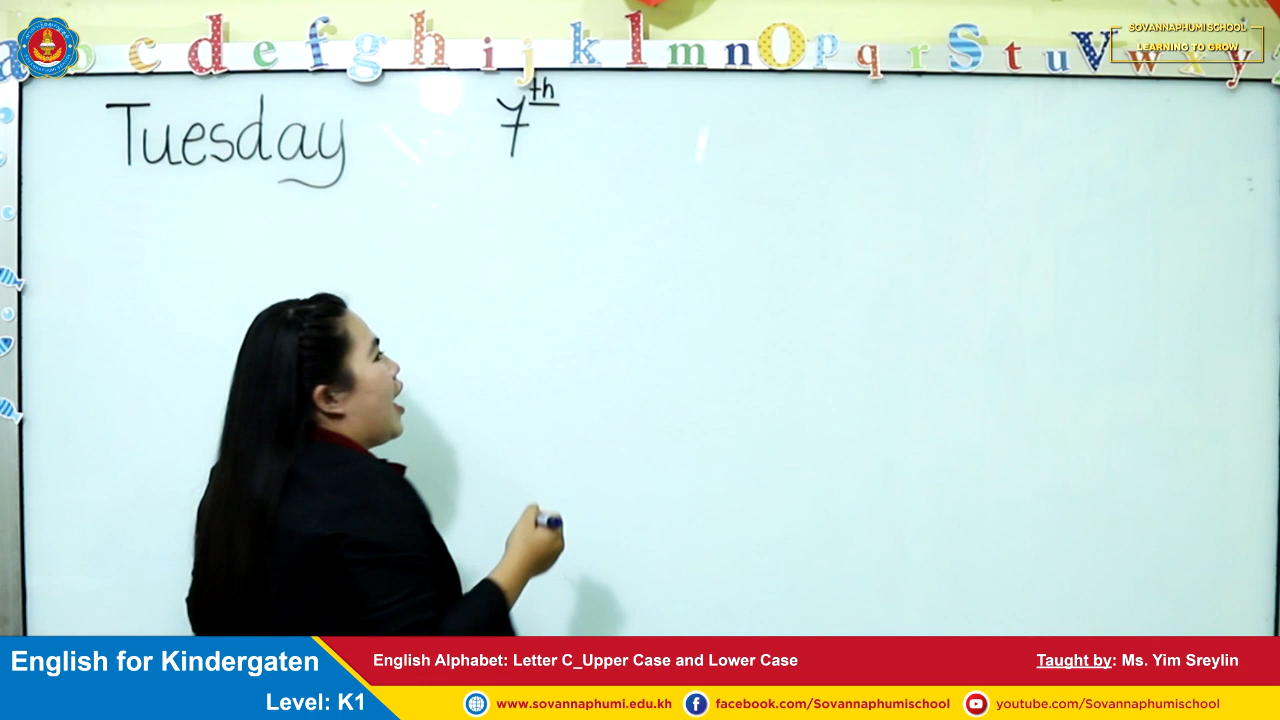 SOVANNAPHUMI SCHOOL
LEARNING TO GROW
a b c d e f g h i j k l m n o p q r s t u v w x y
Tuesday 7th
English for Kindergaten
Level: K1
English Alphabet: Letter C_Upper Case and Lower Case
Taught by: Ms. Yim Sreylin
www.sovannaphumi.edu.kh
facebook.com/Sovannaphumischool
youtube.com/Sovannaphumischool